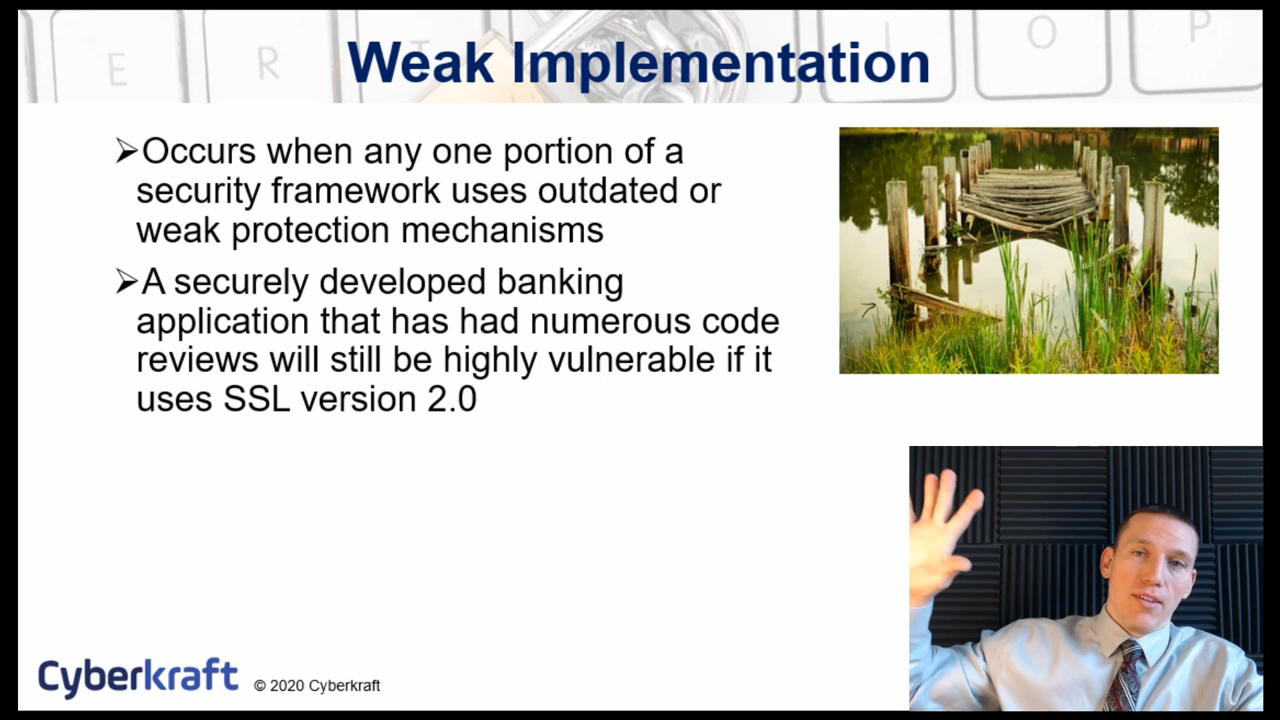 E R T I O P
Weak Implementation
➢Occurs when any one portion of a
security framework uses outdated or
weak protection mechanisms
➢A securely developed banking
application that has had numerous code
reviews will still be highly vulnerable if it
uses SSL version 2.0
Cyberkraft © 2020 Cyberkraft